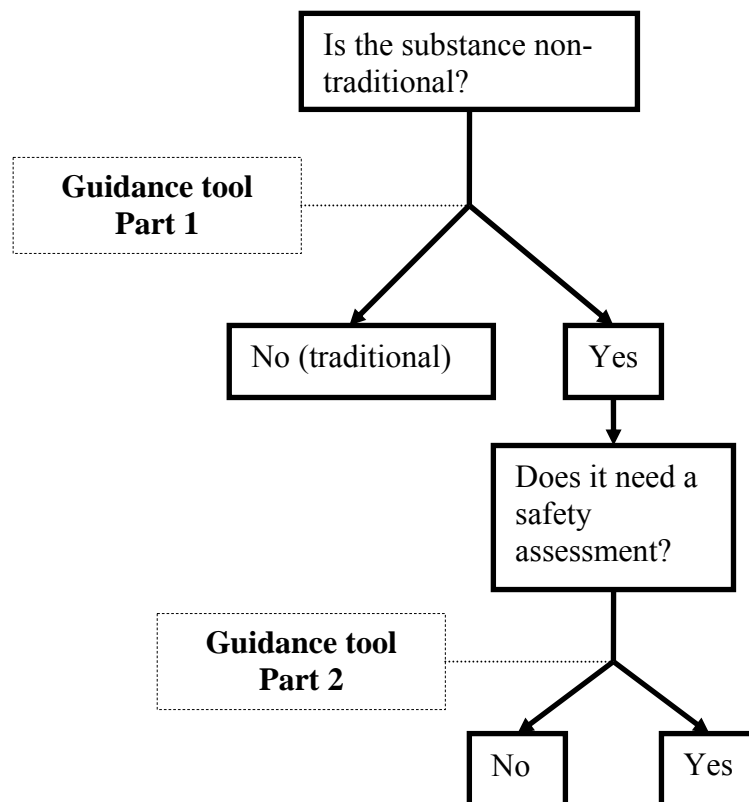 Is the substance non-
traditional?
Guidance tool
Part 1
No (traditional)
Yes
Does it need a
safety
assessment?
Guidance tool
Part 2
No
Yes